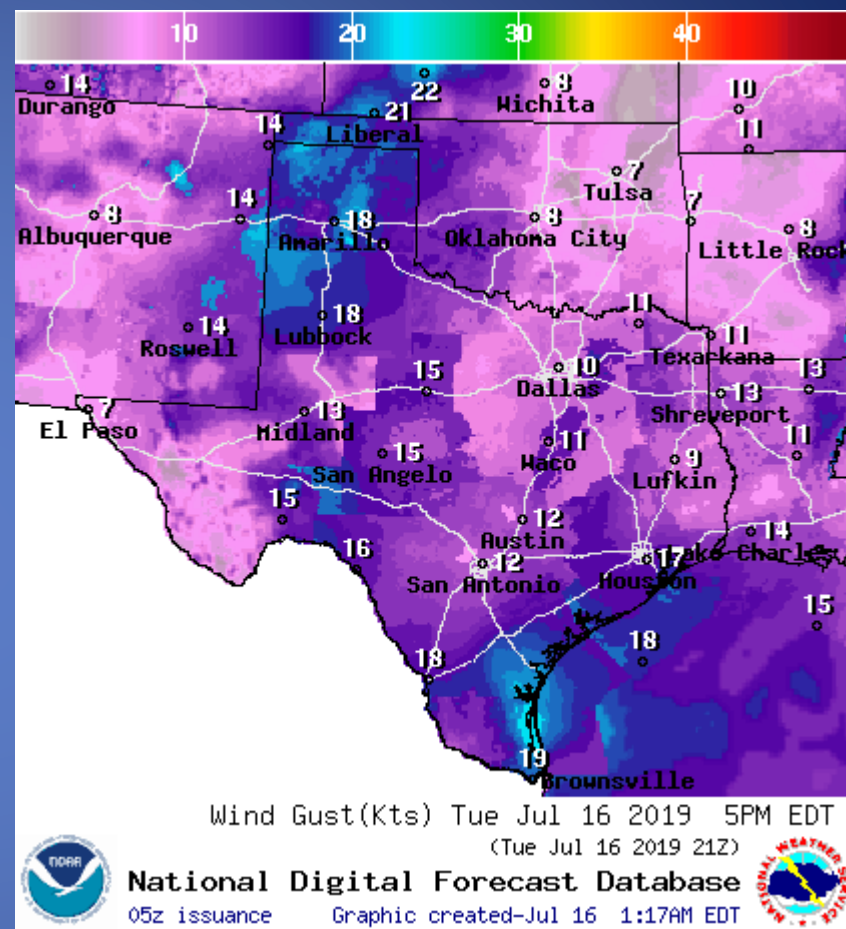 10 20 30 40
14 22 8 10
Durango Wichita
21
Liberal
14 11
7
Tulsa
8 14 18 8 7 8
Albuquerque Amarillo Oklahoma City Little Rock
14 18 11 11
Roswell Lubbock Texarkana
15 10 13 13
Dallas Shreveport
7 13
El Paso Midland
15 11 9 11
San Angelo Waco Lufkin
15 12 14
Austin Lake Charles
16 12 17
San Antonio Houston
15
18 18
19
Brownsville
Wind Gust(Kts) Tue Jul 16 2019 5PM EDT
(Tue Jul 16 2019 21Z)
NOAA
National Digital Forecast Database
05z issuance Graphic created-Jul 16 1:17AM EDT
NATIONAL WEATHER SERVICE